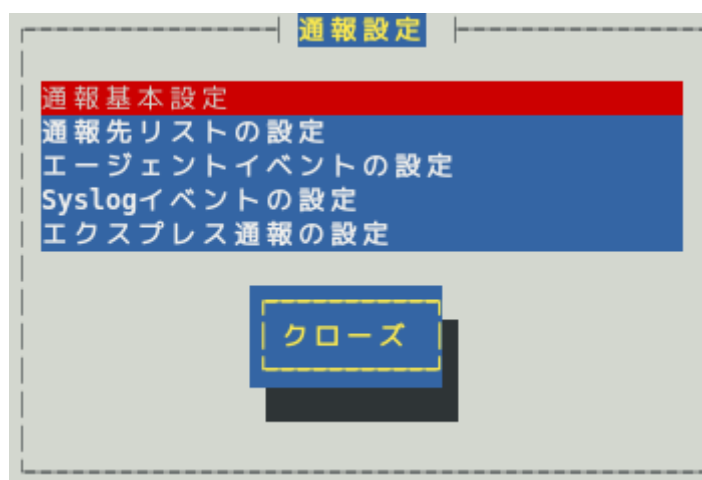 通報設定
通報基本設定
通報先リストの設定
エージェントイベントの設定
Syslogイベントの設定
エクスプレス通報の設定
クローズ